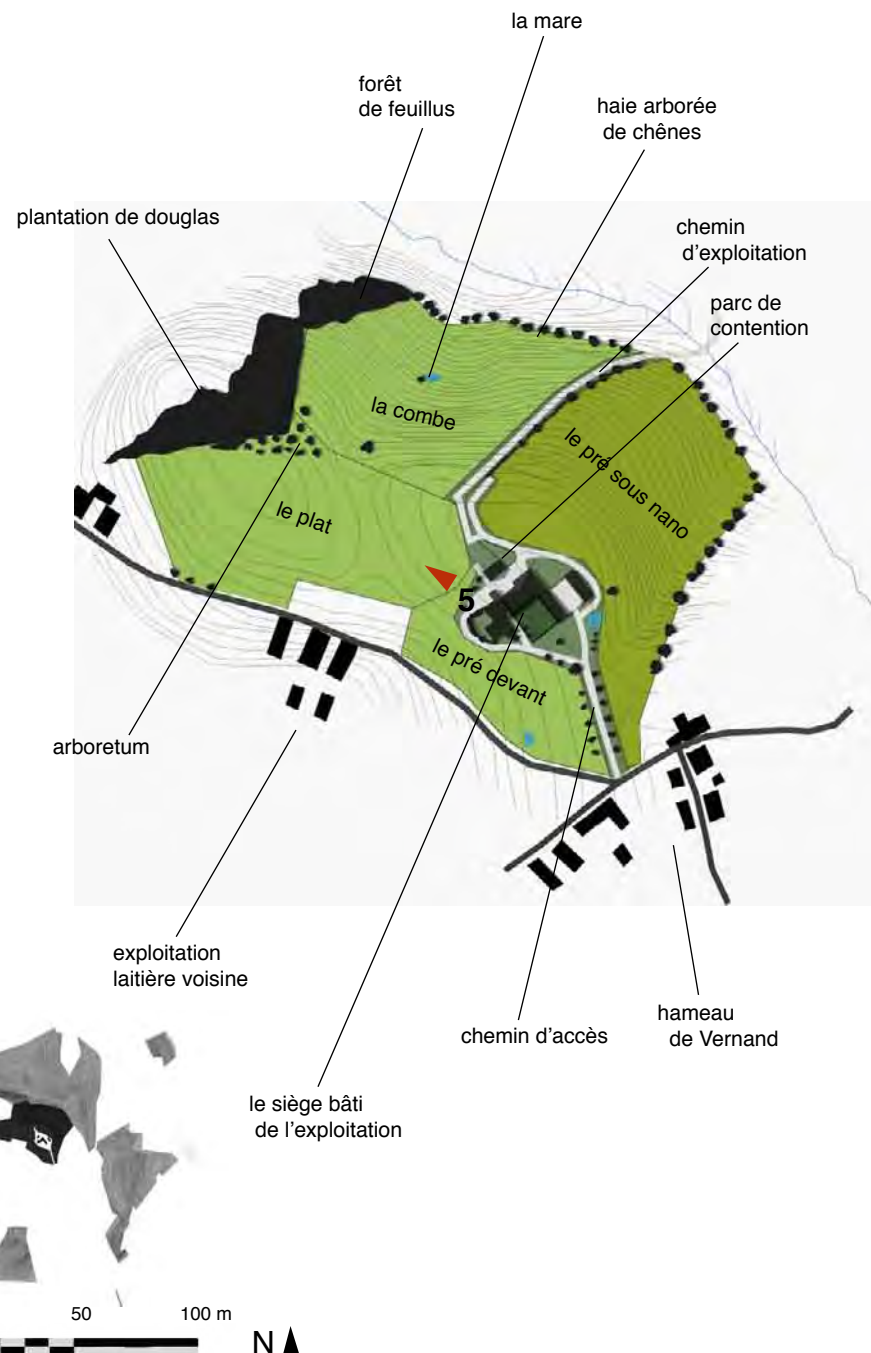 la mare
forêt
de feuillus
haie arborée
de chênes
plantation de douglas
chemin
d'exploitation
parc de
contention
la combe
le pré sous nano
le plat
5
le pré devant
arboretum
exploitation
laitière voisine
chemin d'accès
hameau
de Vernand
le siège bâti
de l'exploitation
50
100 m
N